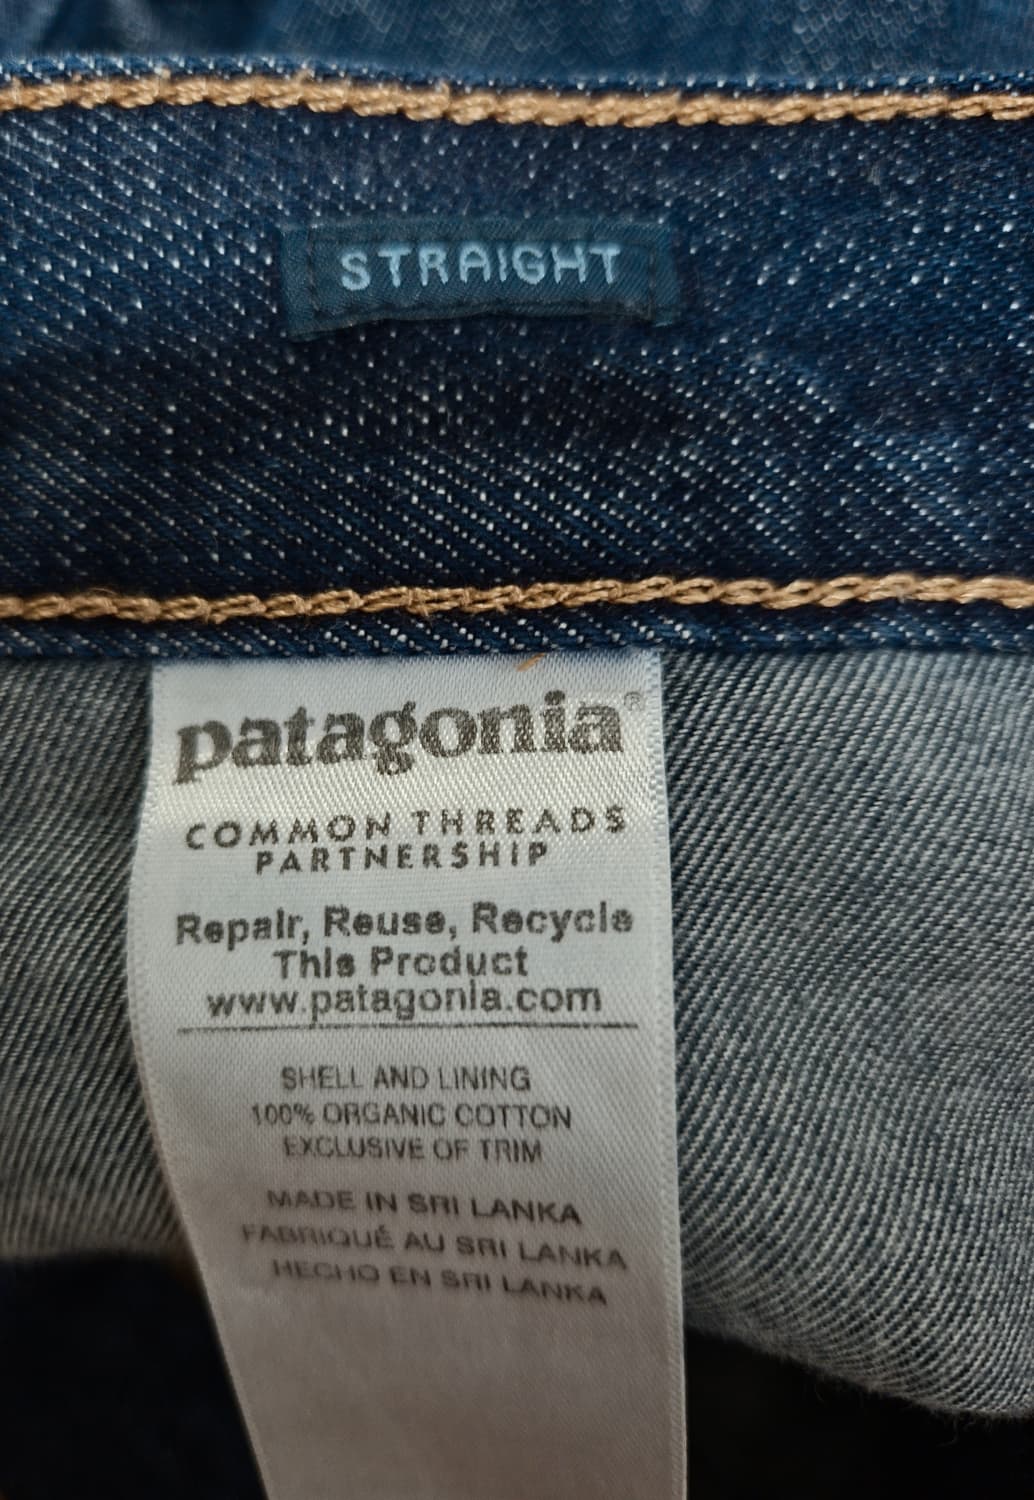 STRAIGHT
patagonia®
COMMON THREADS
PARTNERSHIP
Repair, Reuse, Recycle
This Product
www.patagonia.com
SHELL AND LINING
100% ORGANIC COTTON
EXCLUSIVE OF TRIM
MADE IN SRI LANKA
FABRIQUÉ AU SRI LANKA
HECHO EN SRI LANKA